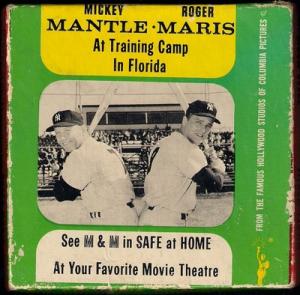 MICKEY ROGER
MANTLE·MARIS
At Training Camp
In Florida
See M & M in SAFE at HOME
At Your Favorite Movie Theatre
FROM THE FAMOUS HOLLYWOOD STUDIOS OF COLUMBIA PICTURES